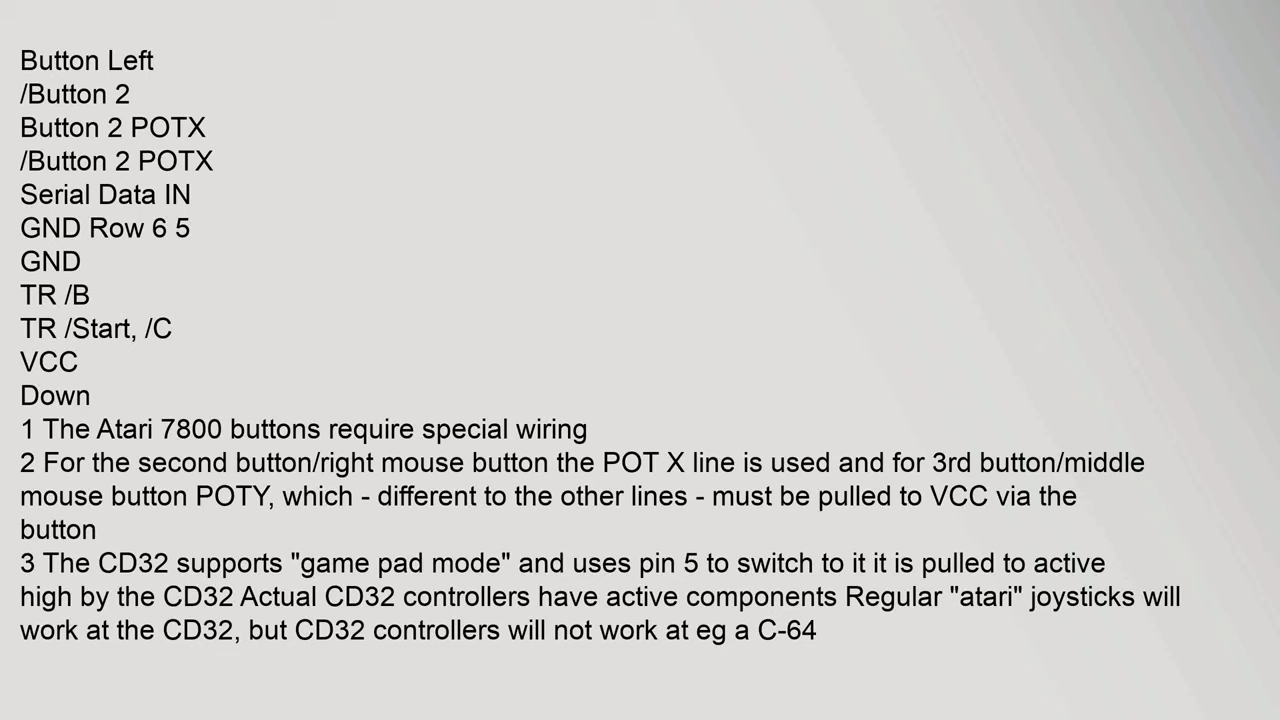 Button Left
/Button 2
Button 2 POTX
/Button 2 POTX
Serial Data IN
GND Row 6 5
GND
TR /B
TR /Start, /C
VCC
Down
1 The Atari 7800 buttons require special wiring
2 For the second button/right mouse button the POT X line is used and for 3rd button/middle
mouse button POTY, which - different to the other lines - must be pulled to VCC via the
button
3 The CD32 supports "game pad mode" and uses pin 5 to switch to it it is pulled to active
high by the CD32 Actual CD32 controllers have active components Regular "atari" joysticks will
work at the CD32, but CD32 controllers will not work at eg a C-64